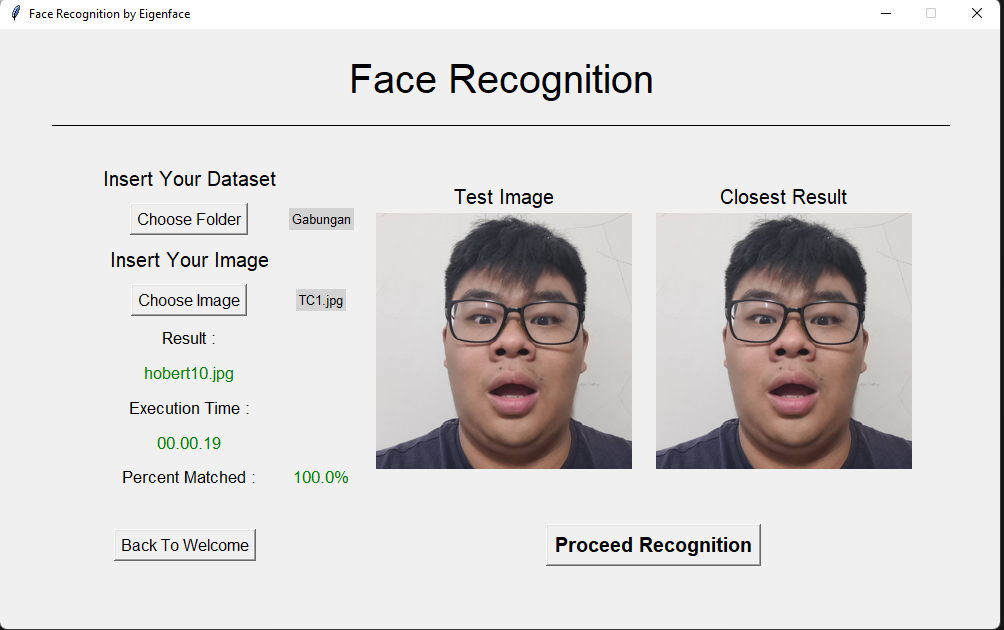 Face Recognition by Eigenface
Face Recognition
Insert Your Dataset
Choose Folder
Gabungan
Insert Your Image
Choose Image
TC1.jpg
Result :
hobert10.jpg
Execution Time :
00.00.19
Percent Matched :
100.0%
Back To Welcome
Test Image
Closest Result
Proceed Recognition